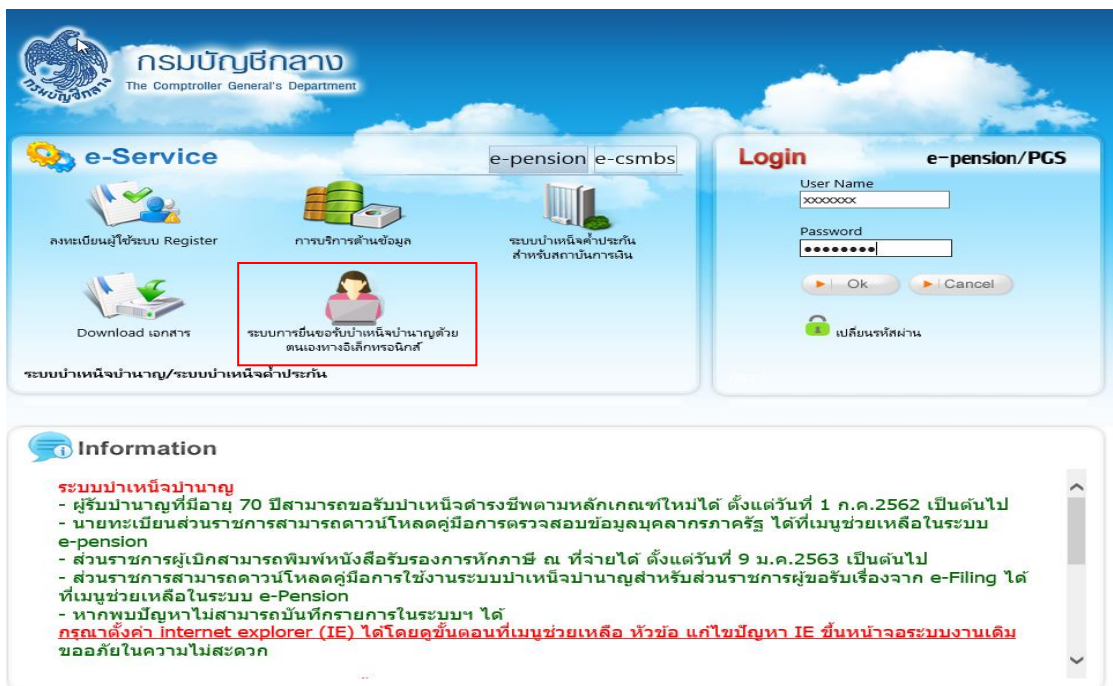 กรมบัญชีกลาง
The Comptroller General's Department
กรมบัญชีกลาง
e-Service
e-pension e-csmbs
ลงทะเบียนผู้ใช้ระบบ Register
การบริการด้านข้อมูล
ระบบบำเหน็จค้ำประกัน
สำหรับสถาบันการเงิน
Download เอกสาร
ระบบการยื่นขอรับบำเหน็จบำนาญด้วย
ตนเองทางอิเล็กทรอนิกส์
ระบบบำเหน็จบำนาญ/ระบบบำเหน็จค้ำประกัน
Login
e-pension/PGS
User Name
xxxxxxx
Password
●●●●●●●●
Ok
Cancel
เปลี่ยนรหัสผ่าน
Information
ระบบบำเหน็จบำนาญ
- ผู้รับบำนาญที่มีอายุ 70 ปีสามารถขอรับบำเหน็จดำรงชีพตามหลักเกณฑ์ใหม่ได้ ตั้งแต่วันที่ 1 ก.ค.2562 เป็นต้นไป
- นายทะเบียนส่วนราชการสามารถดาวน์โหลดคู่มือการตรวจสอบข้อมูลบุคลากรภาครัฐ ได้ที่เมนูช่วยเหลือในระบบ
e-pension
- ส่วนราชการผู้เบิกสามารถพิมพ์หนังสือรับรองการหักภาษี ณ ที่จ่ายได้ ตั้งแต่วันที่ 9 ม.ค.2563 เป็นต้นไป
- ส่วนราชการสามารถดาวน์โหลดคู่มือการใช้งานระบบบำเหน็จบำนาญสำหรับส่วนราชการผู้ขอรับเรื่องจาก e-Filing ได้
ที่เมนูช่วยเหลือในระบบ e-Pension
- หากพบปัญหาไม่สามารถบันทึกรายการในระบบฯ ได้
กรุณาตั้งค่า internet explorer (IE) ได้โดยดูขั้นตอนที่เมนูช่วยเหลือ หัวข้อ แก้ไขปัญหา IE ขึ้นหน้าจอระบบงานเดิม
ขออภัยในความไม่สะดวก